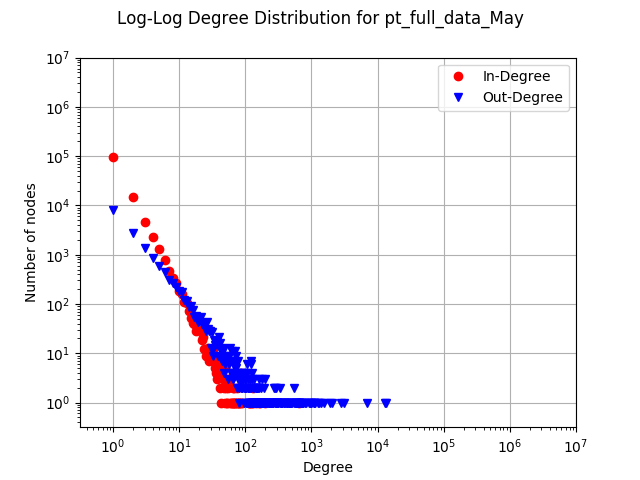 Log-Log Degree Distribution for pt_full_data_May
In-Degree
Out-Degree
Number of nodes
10^7
10^6
10^5
10^4
10^3
10^2
10^1
10^0
10^0 10^1 10^2 10^3 10^4 10^5 10^6 10^7
Degree